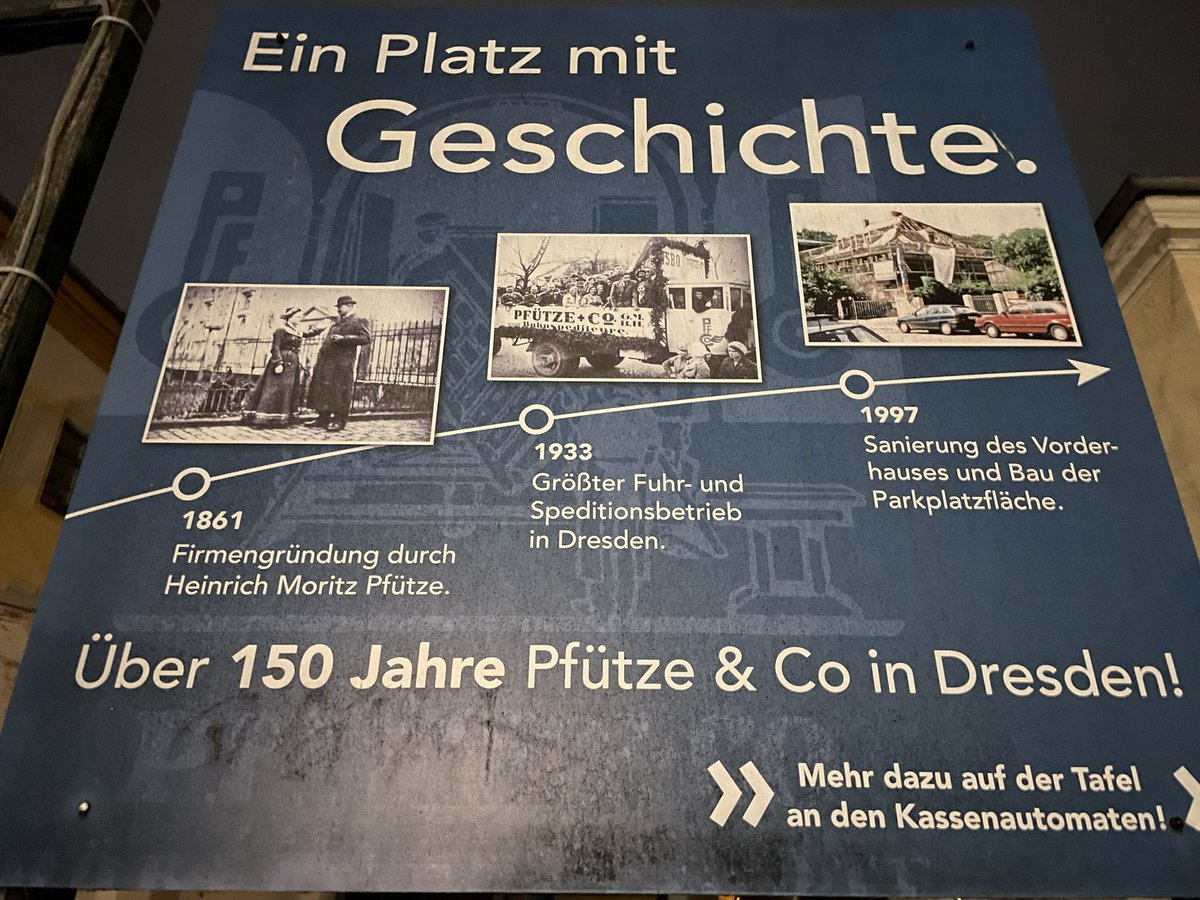 Ein Platz mit
Geschichte.
PFÜTZE+CO. G.M.
B.H.
Bahnspediteure.
1861
Firmengründung durch
Heinrich Moritz Pfütze.
1933
Größter Fuhr- und
Speditionsbetrieb
in Dresden.
1997
Sanierung des Vorder-
hauses und Bau der
Parkplatzfläche.
Über 150 Jahre Pfütze & Co in Dresden!
Mehr dazu auf der Tafel
an den Kassenautomaten!